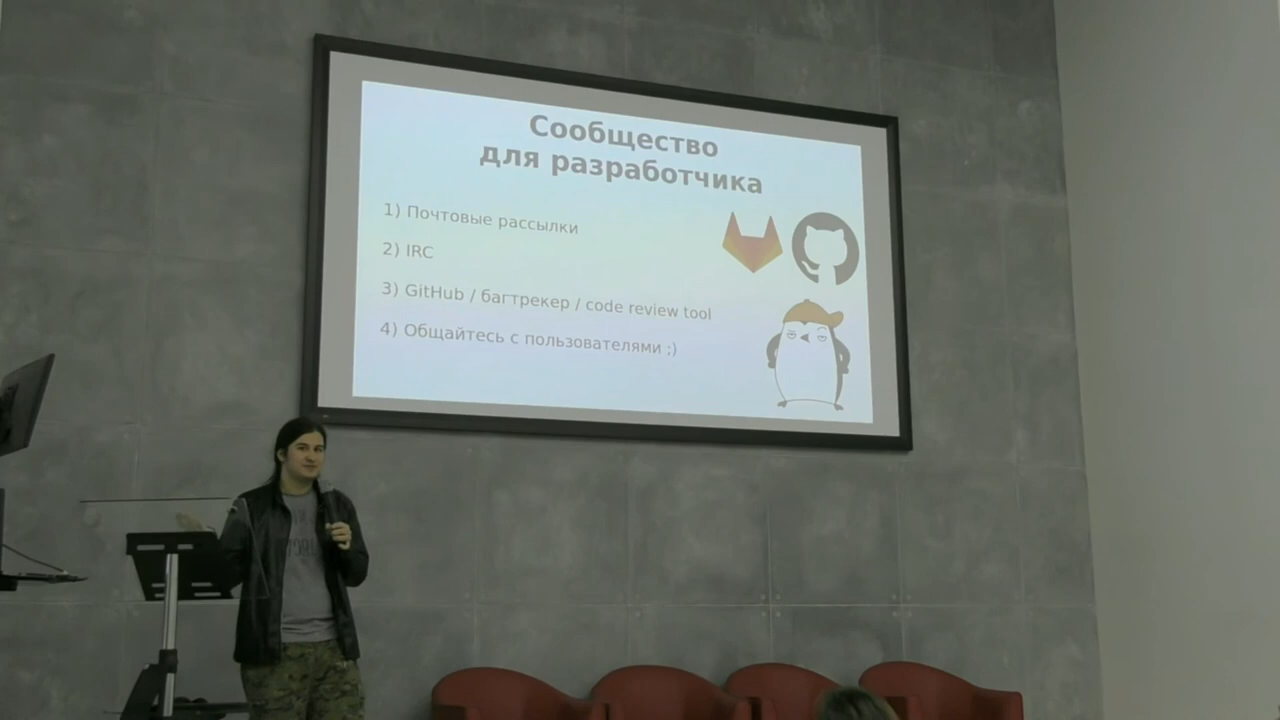 Сообщество
для разработчика
1) Почтовые рассылки
2) IRC
3) GitHub / багтрекер / code review tool
4) Общайтесь с пользователями ;)